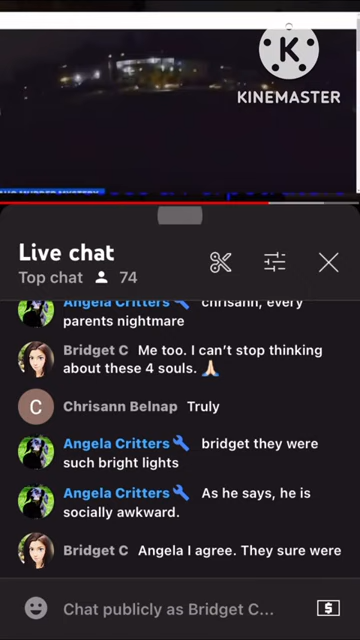 K
KINEMASTER
MURDER MYSTERY
Live chat
Top chat 74
Angela Critters chrisann, every
parents nightmare
Bridget C Me too. I can't stop thinking
about these 4 souls. 🙏🏻
C Chrisann Belnap Truly
Angela Critters bridget they were
such bright lights
Angela Critters As he says, he is
socially awkward.
Bridget C Angela I agree. They sure were
Chat publicly as Bridget C...
$